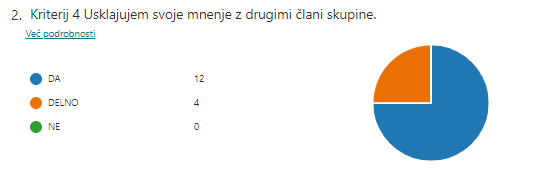 2. Kriterij 4 Usklajujem svoje mnenje z drugimi člani skupine.
Več podrobnosti
DA 12
DELNO 4
NE 0